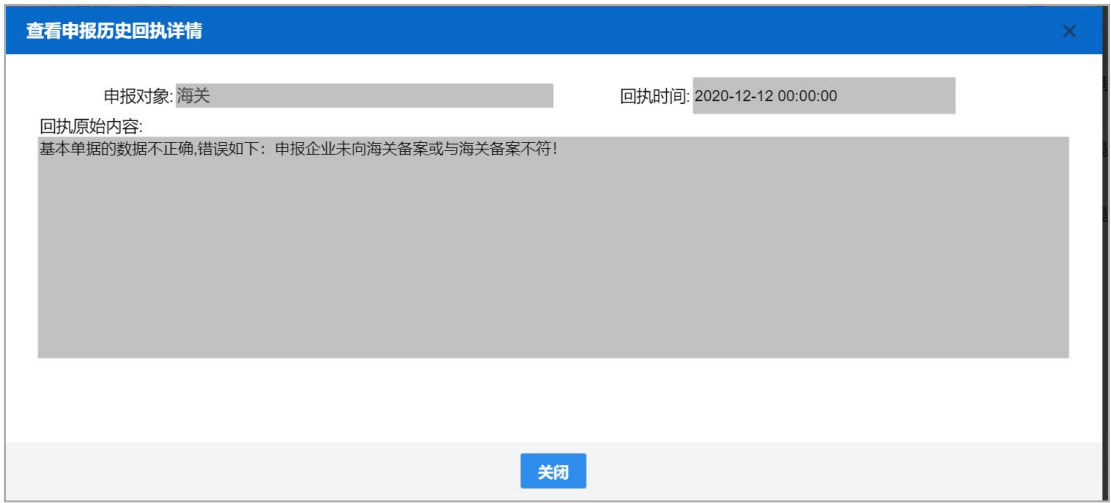 查看申报历史回执详情
申报对象: 海关 回执时间: 2020-12-12 00:00:00
回执原始内容:
基本单据的数据不正确,错误如下：申报企业未向海关备案或与海关备案不符!
关闭